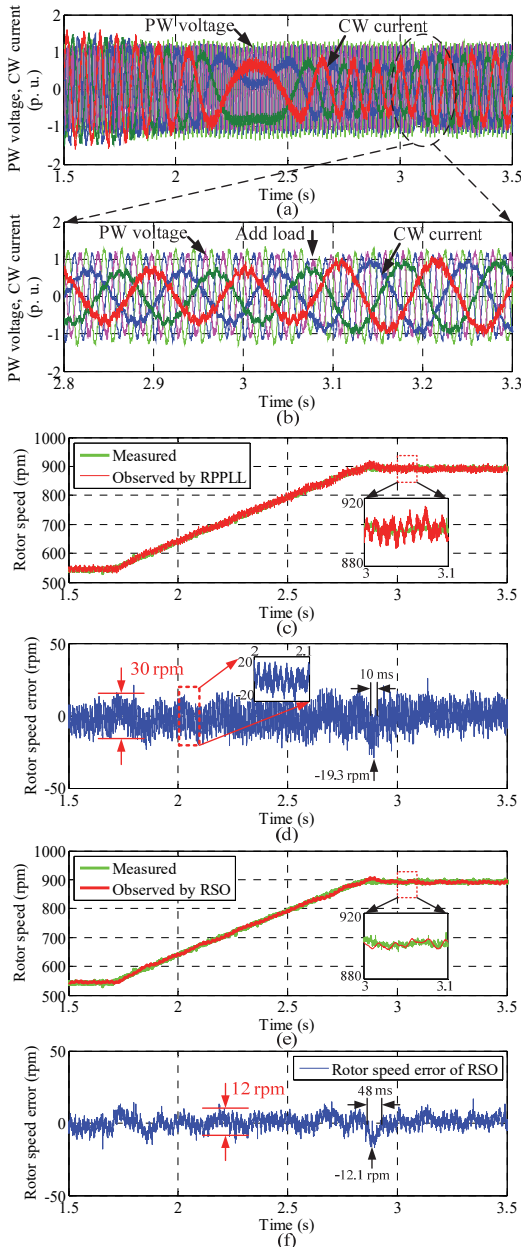 PW voltage, CW current
(p. u.)
2
1
0
-1
-2
PW voltage
CW current
1.5
2
2.5
3
3.5
Time (s)
(a)
PW voltage, CW current
(p. u.)
2
1
0
-1
-2
PW voltage
Add load
CW current
2.8
2.9
3
3.1
3.2
3.3
Time (s)
(b)
Rotor speed (rpm)
1000
900
800
700
600
500
Measured
Observed by RPPLL
920
880
3
3.1
1.5
2
2.5
3
3.5
Time (s)
(c)
Rotor speed error (rpm)
50
0
-50
30 rpm
2
2.1
20
-20
10 ms
-19.3 rpm
1.5
2
2.5
3
3.5
Time (s)
(d)
Rotor speed (rpm)
1000
900
800
700
600
500
Measured
Observed by RSO
920
880
3
3.1
1.5
2
2.5
3
3.5
Time (s)
(e)
Rotor speed error (rpm)
50
0
-50
Rotor speed error of RSO
12 rpm
48 ms
-12.1 rpm
1.5
2
2.5
3
3.5
Time (s)
(f)